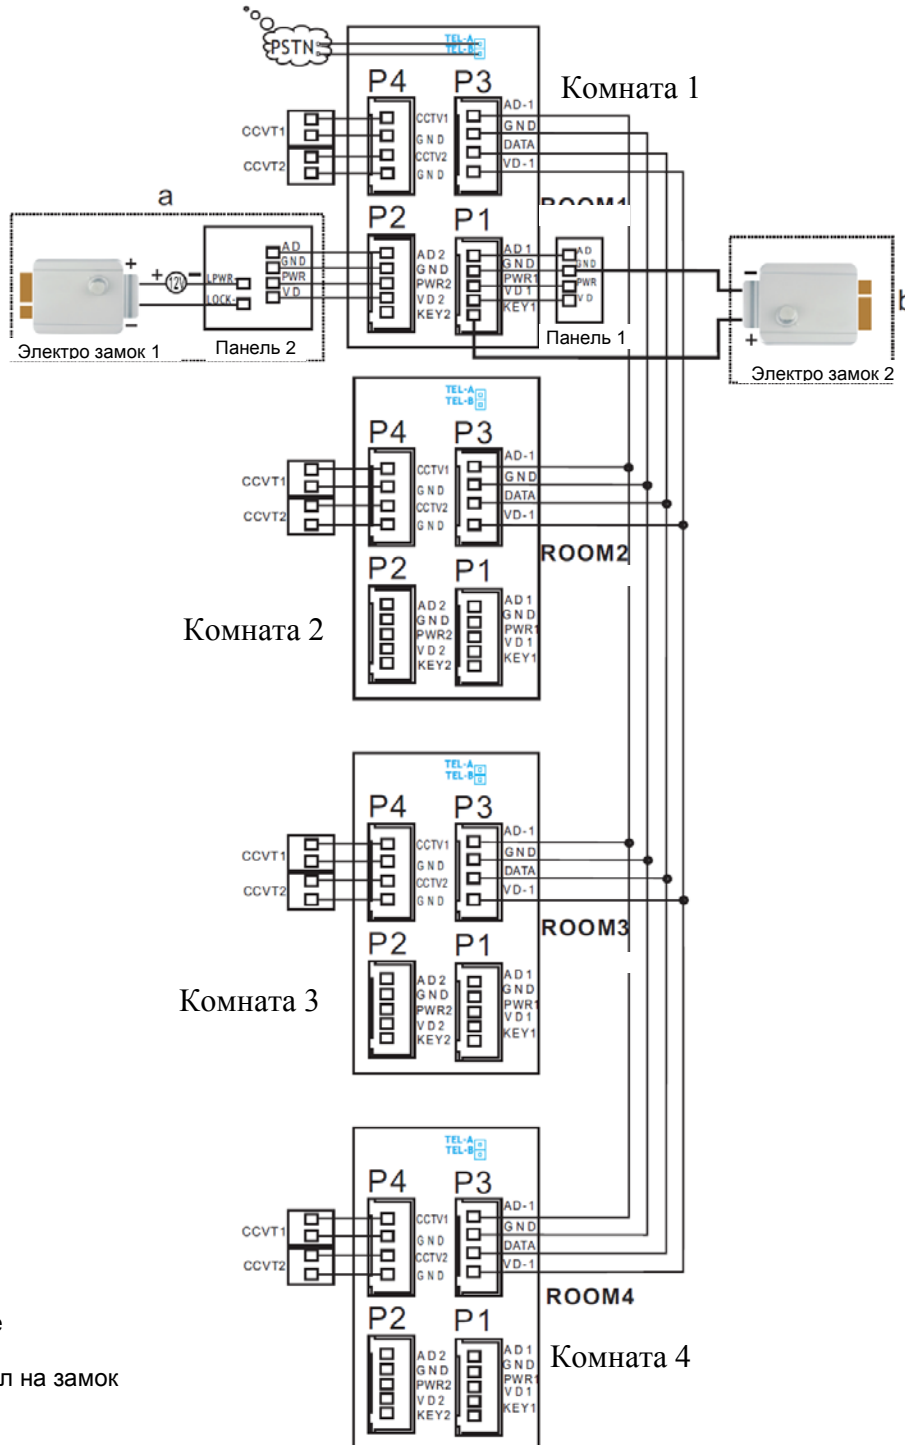 PSTN
TEL-A
TEL-B
P4
P3
Комната 1
CCVT1
CCVT2
CCTV1
GND
CCTV2
GND
AD-1
GND
DATA
VD-1
a
P2
P1
AD
GND
PWR
VD
+
+
12V
-
-
LPWR
LOCK-
AD2
GND
PWR2
VD2
KEY2
AD1
GND
PWR1
VD1
KEY1
AD
GND
PWR
VD
-
+
Электро замок 1
Панель 2
Панель 1
Электро замок 2
TEL-A
TEL-B
P4
P3
CCVT1
CCVT2
CCTV1
GND
CCTV2
GND
AD-1
GND
DATA
VD-1
ROOM2
P2
P1
Комната 2
AD2
GND
PWR2
VD2
KEY2
AD1
GND
PWR1
VD1
KEY1
TEL-A
TEL-B
P4
P3
CCVT1
CCVT2
CCTV1
GND
CCTV2
GND
AD-1
GND
DATA
VD-1
ROOM3
P2
P1
Комната 3
AD2
GND
PWR2
VD2
KEY2
AD1
GND
PWR1
VD1
KEY1
TEL-A
TEL-B
P4
P3
CCVT1
CCVT2
CCTV1
GND
CCTV2
GND
AD-1
GND
DATA
VD-1
ROOM4
P2
P1
Комната 4
AD2
GND
PWR2
VD2
KEY2
AD1
GND
PWR1
VD1
KEY1
на замок